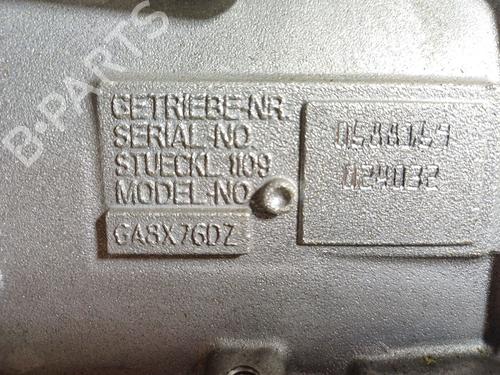 B-PARTS
GETRIEBE-NR.
SERIAL-NO.
STUECKL 1109
MODEL-NO.
GA8X76DZ